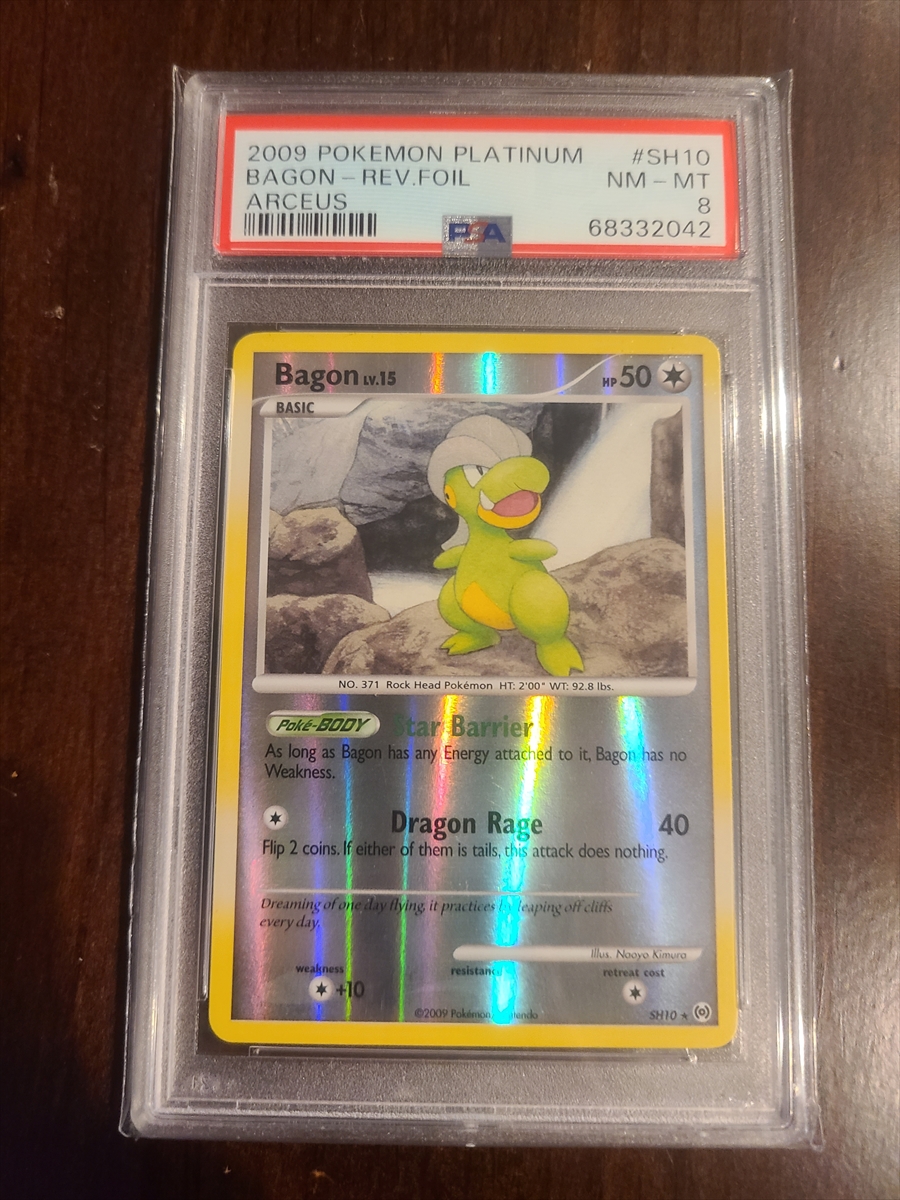 2009 POKEMON PLATINUM #SH10
BAGON - REV.FOIL NM - MT
ARCEUS 8
PSA 68332042
Bagon LV.15 HP 50
BASIC
NO. 371 Rock Head Pokémon HT: 2'00" WT: 92.8 lbs.
Poké-BODY Star Barrier
As long as Bagon has any Energy attached to it, Bagon has no
Weakness.
Dragon Rage 40
Flip 2 coins. If either of them is tails, this attack does nothing.
Dreaming of one day flying, it practices by leaping off cliffs
every day.
Illus. Naoyo Kimura
weakness resistance retreat cost
+10
©2009 Pokémon Nintendo SH10